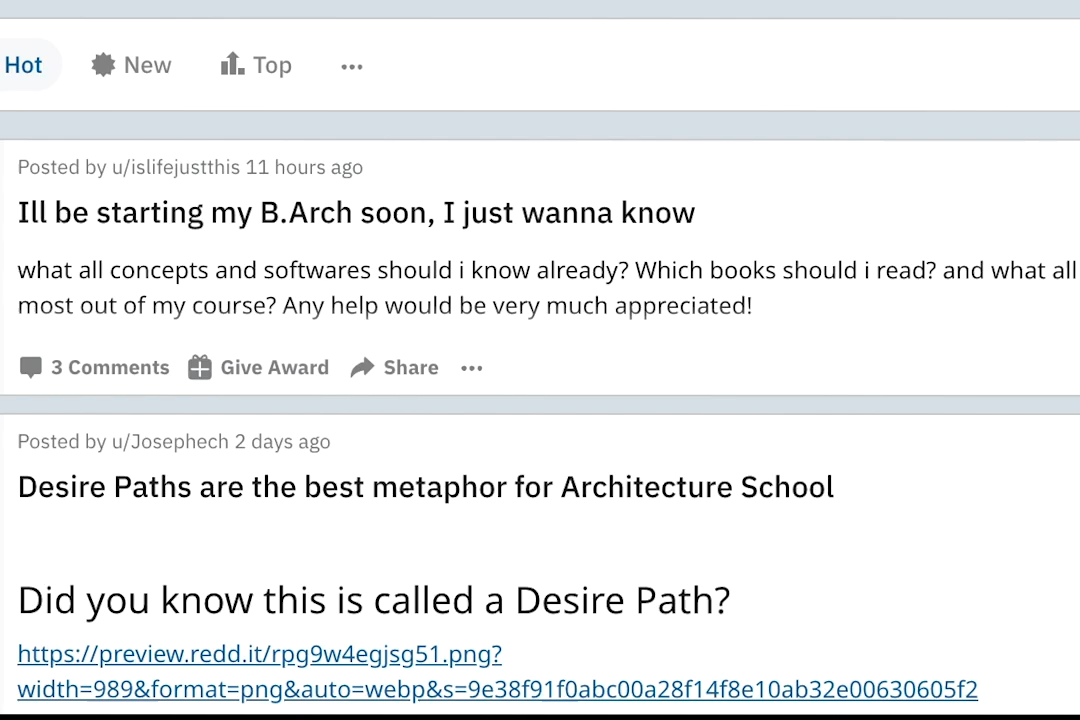 Hot New Top ...
Posted by u/islifejustthis 11 hours ago
Ill be starting my B.Arch soon, I just wanna know
what all concepts and softwares should i know already? Which books should i read? and what all
most out of my course? Any help would be very much appreciated!
3 Comments Give Award Share ...
Posted by u/Josephech 2 days ago
Desire Paths are the best metaphor for Architecture School
Did you know this is called a Desire Path?
https://preview.redd.it/rpg9w4egjsg51.png?
width=989&format=png&auto=webp&s=9e38f91f0abc00a28f14f8e10ab32e00630605f2